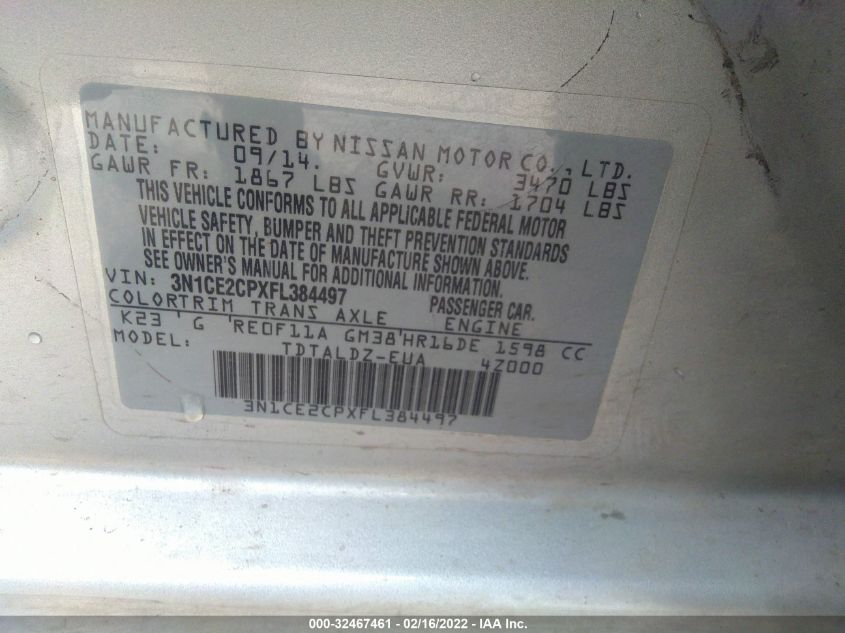 MANUFACTURED BY NISSAN MOTOR CO., LTD.
DATE: 09/14. GVWR: 3470 LBS
GAWR FR: 1867 LBS GAWR RR: 1704 LBS
THIS VEHICLE CONFORMS TO ALL APPLICABLE FEDERAL MOTOR
VEHICLE SAFETY, BUMPER AND THEFT PREVENTION STANDARDS
IN EFFECT ON THE DATE OF MANUFACTURE SHOWN ABOVE.
SEE OWNER'S MANUAL FOR ADDITIONAL INFORMATION.
VIN: 3N1CE2CPXFL384497 PASSENGER CAR.
COLORTRIM TRANS AXLE ENGINE
K23 ' G 'RE0F11A GM38'HR16DE 1598 CC
MODEL: TDTALDZ-EUA 4Z000
3N1CE2CPXFL384497
000-32467461 - 02/16/2022 - IAA Inc.